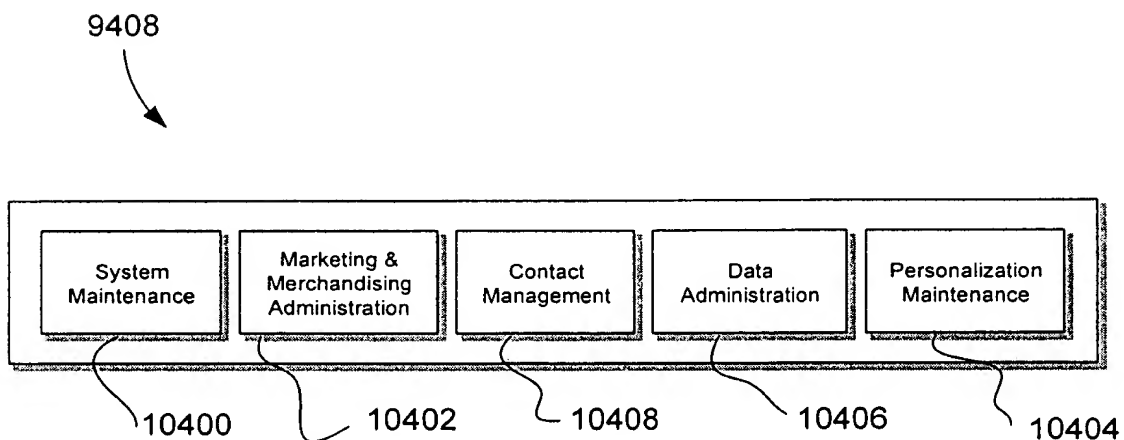 9408
System
Maintenance
Marketing &
Merchandising
Administration
Contact
Management
Data
Administration
Personalization
Maintenance
10400
10402
10408
10406
10404